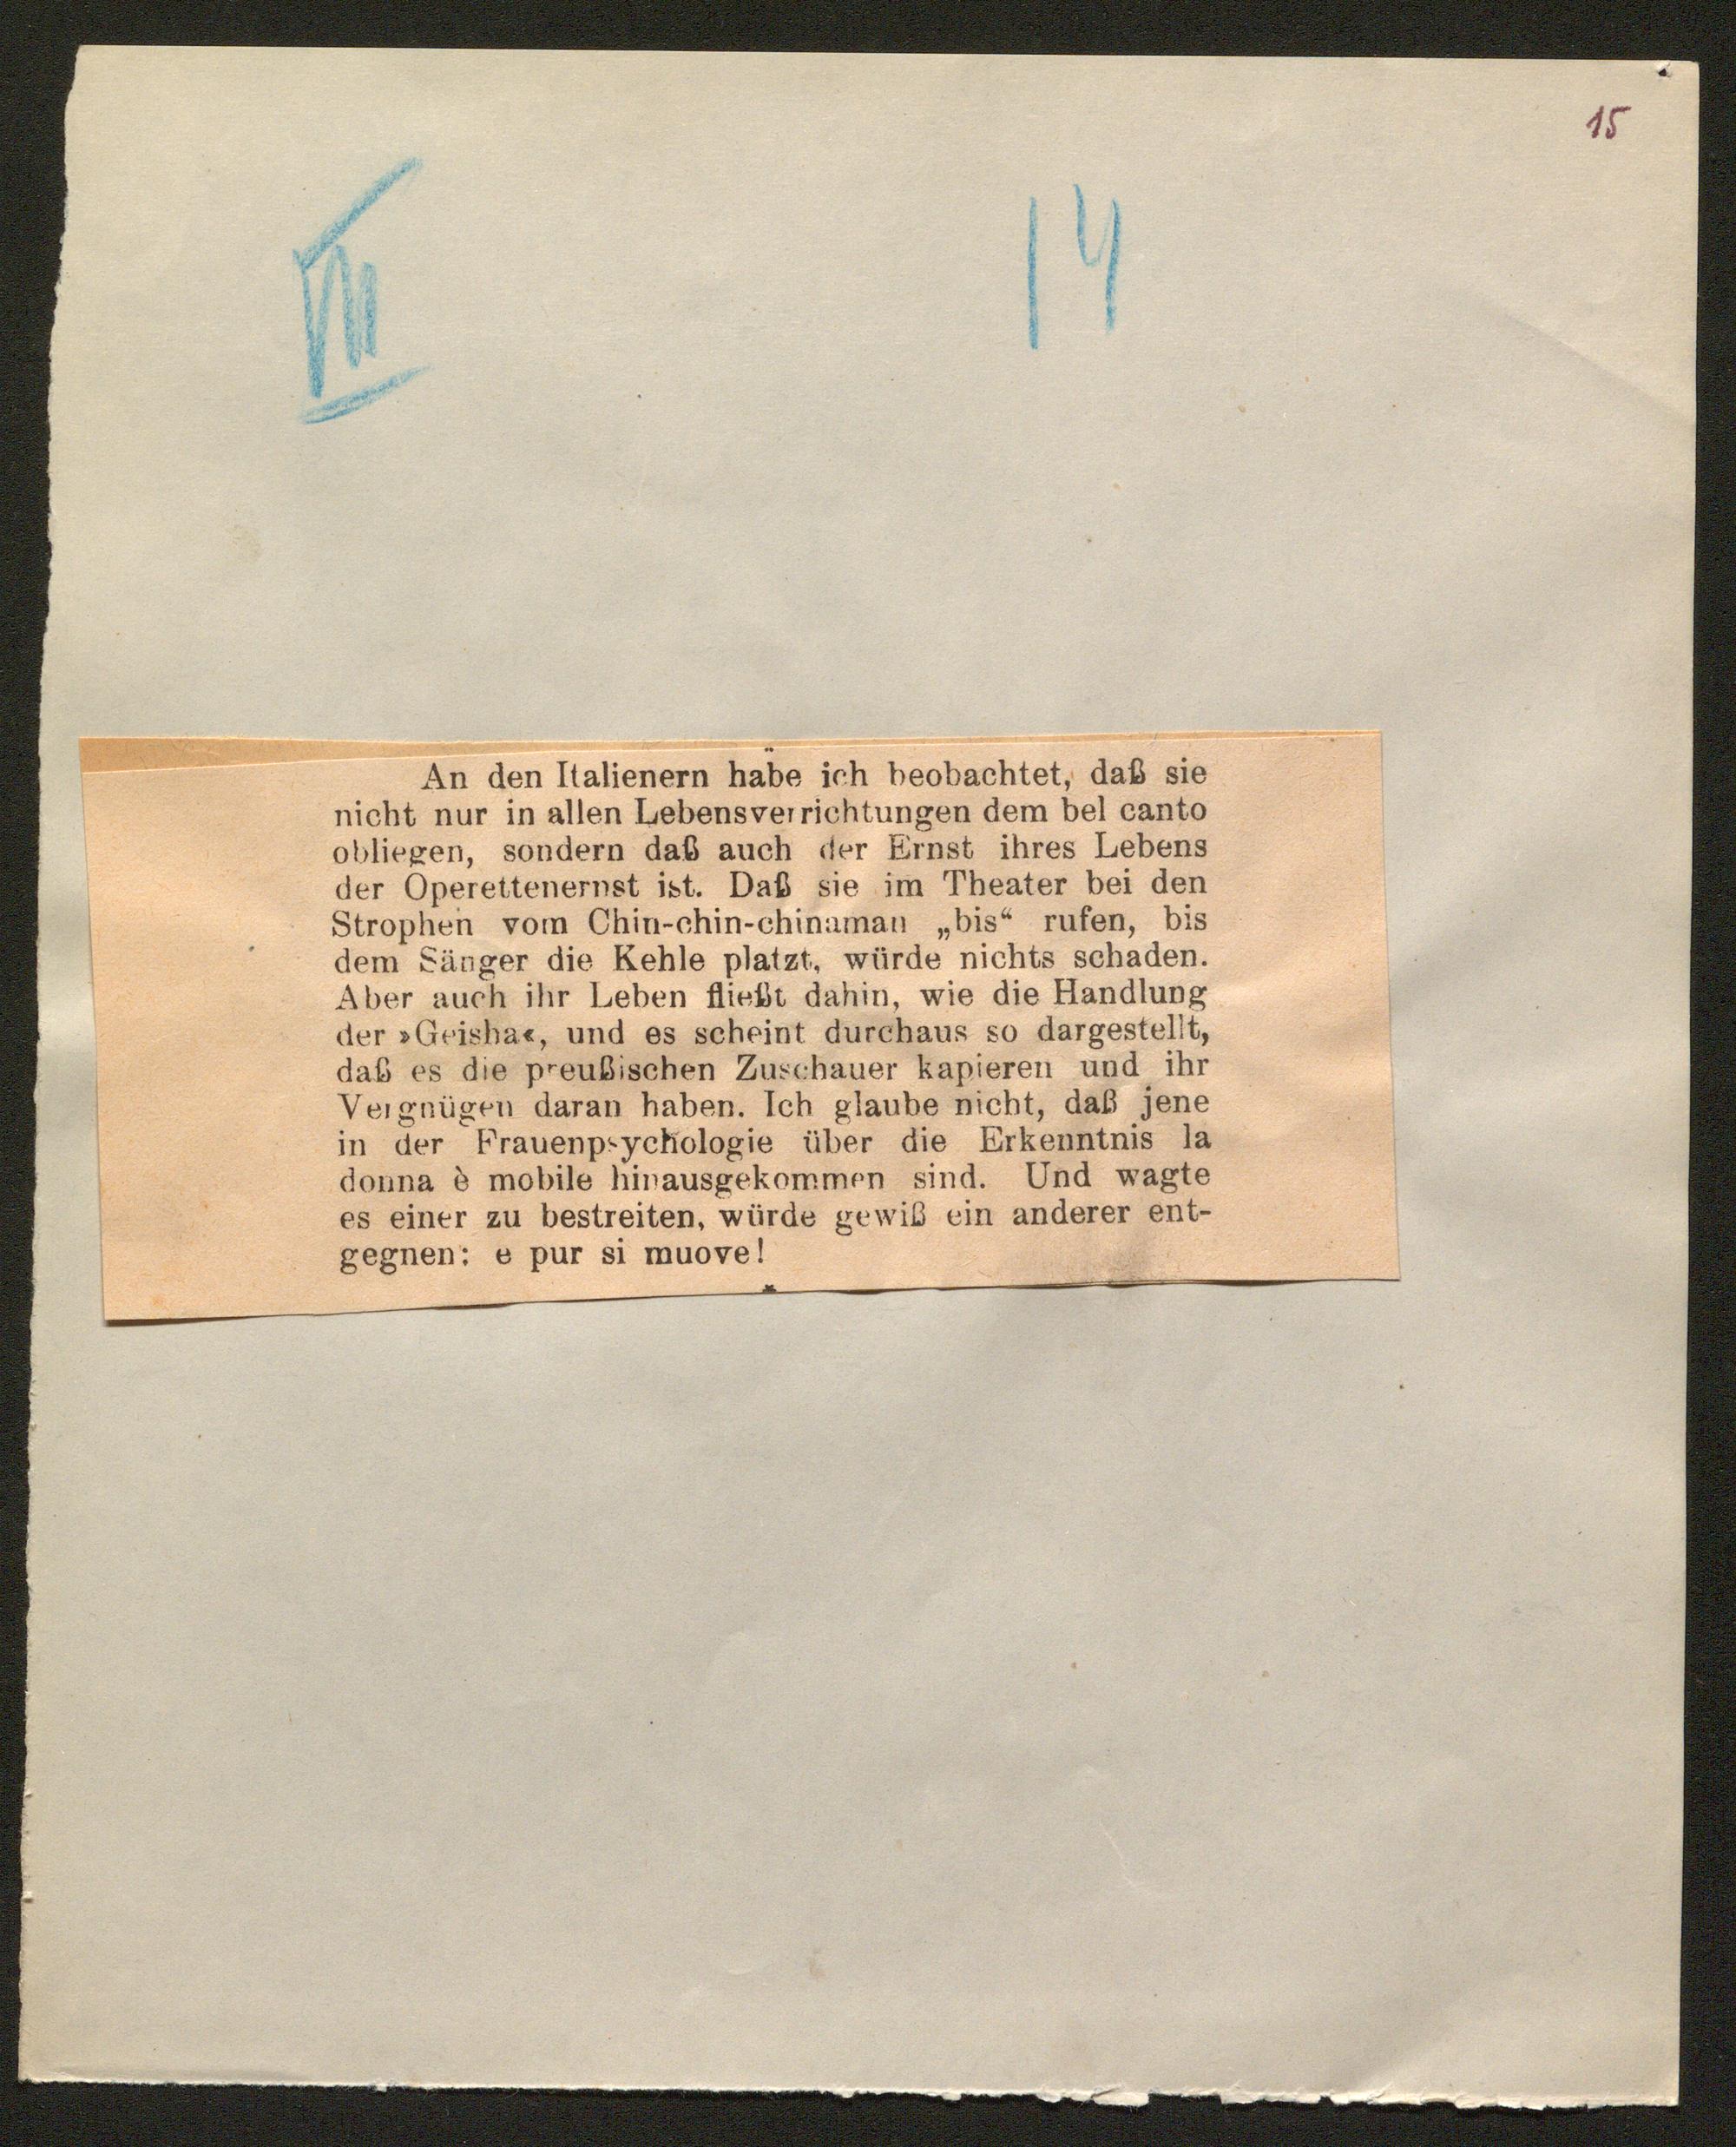 15
VII
14
An den Italienern habe ich beobachtet, daß sie
nicht nur in allen Lebensverrichtungen dem bel canto
obliegen, sondern daß auch der Ernst ihres Lebens
der Operettenernst ist. Daß sie im Theater bei den
Strophen vom Chin-chin-chinaman „bis“ rufen, bis
dem Sänger die Kehle platzt, würde nichts schaden.
Aber auch ihr Leben fließt dahin, wie die Handlung
der »Geisha«, und es scheint durchaus so dargestellt,
daß es die preußischen Zuschauer kapieren und ihr
Vergnügen daran haben. Ich glaube nicht, daß jene
in der Frauenpsychologie über die Erkenntnis la
donna è mobile hinausgekommen sind. Und wagte
es einer zu bestreiten, würde gewiß ein anderer ent-
gegnen: e pur si muove!